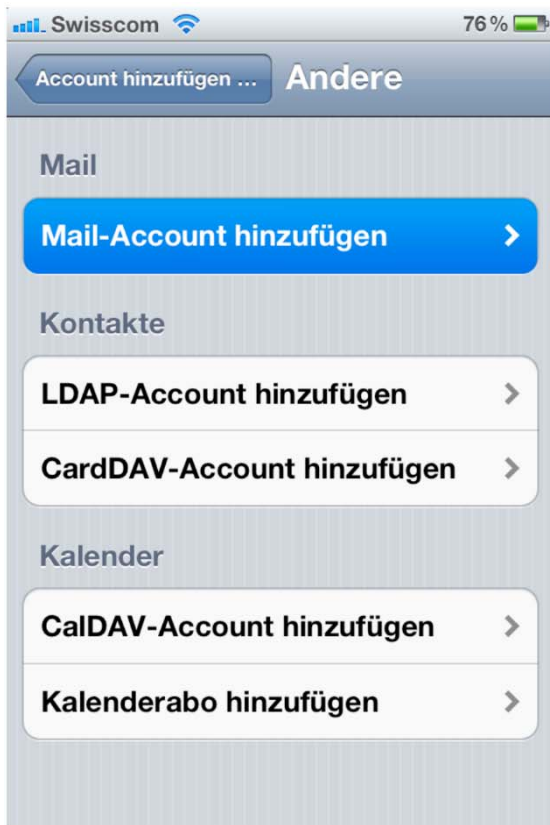 Swisscom 76 %
Account hinzufügen ... Andere
Mail
Mail-Account hinzufügen
Kontakte
LDAP-Account hinzufügen
CardDAV-Account hinzufügen
Kalender
CalDAV-Account hinzufügen
Kalenderabo hinzufügen